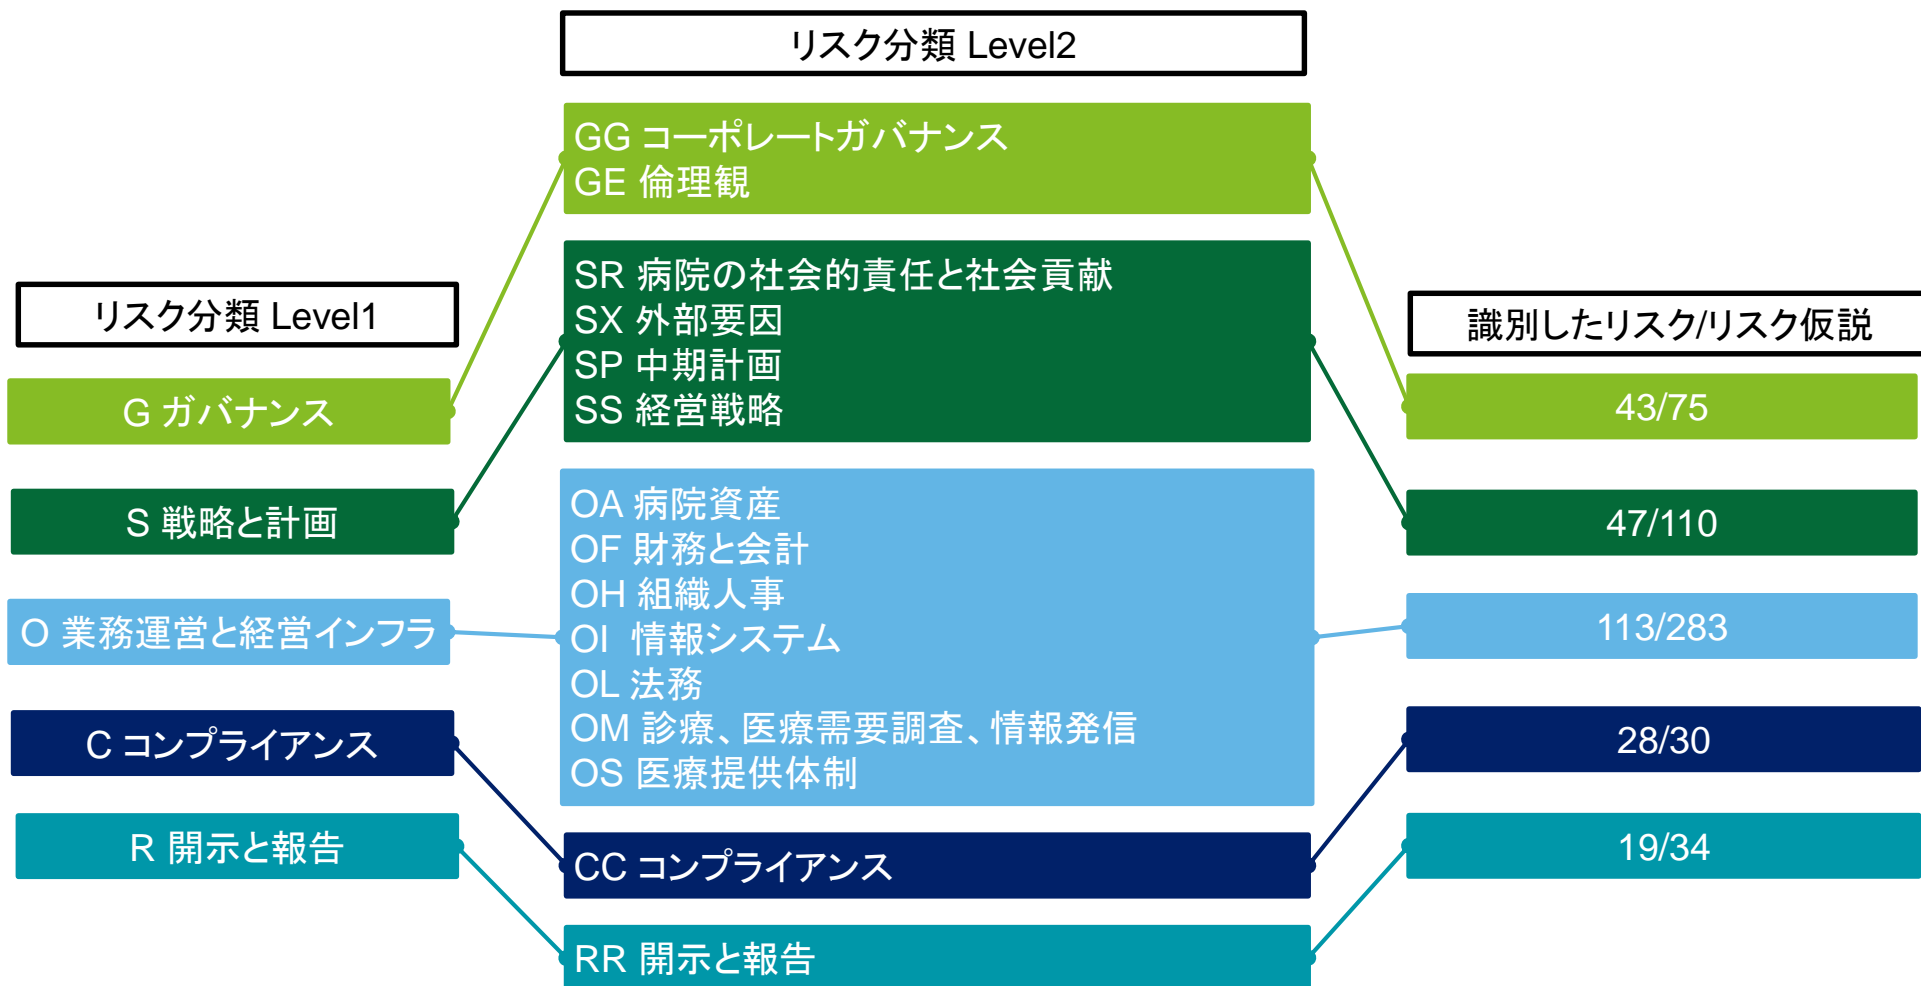 リスク分類 Level1
G ガバナンス
S 戦略と計画
O 業務運営と経営インフラ
C コンプライアンス
R 開示と報告
リスク分類 Level2
GG コーポレートガバナンス
GE 倫理観
SR 病院の社会的責任と社会貢献
SX 外部要因
SP 中期計画
SS 経営戦略
OA 病院資産
OF 財務と会計
OH 組織人事
OI 情報システム
OL 法務
OM 診療、医療需要調査、情報発信
OS 医療提供体制
CC コンプライアンス
RR 開示と報告
識別したリスク/リスク仮説
43/75
47/110
113/283
28/30
19/34